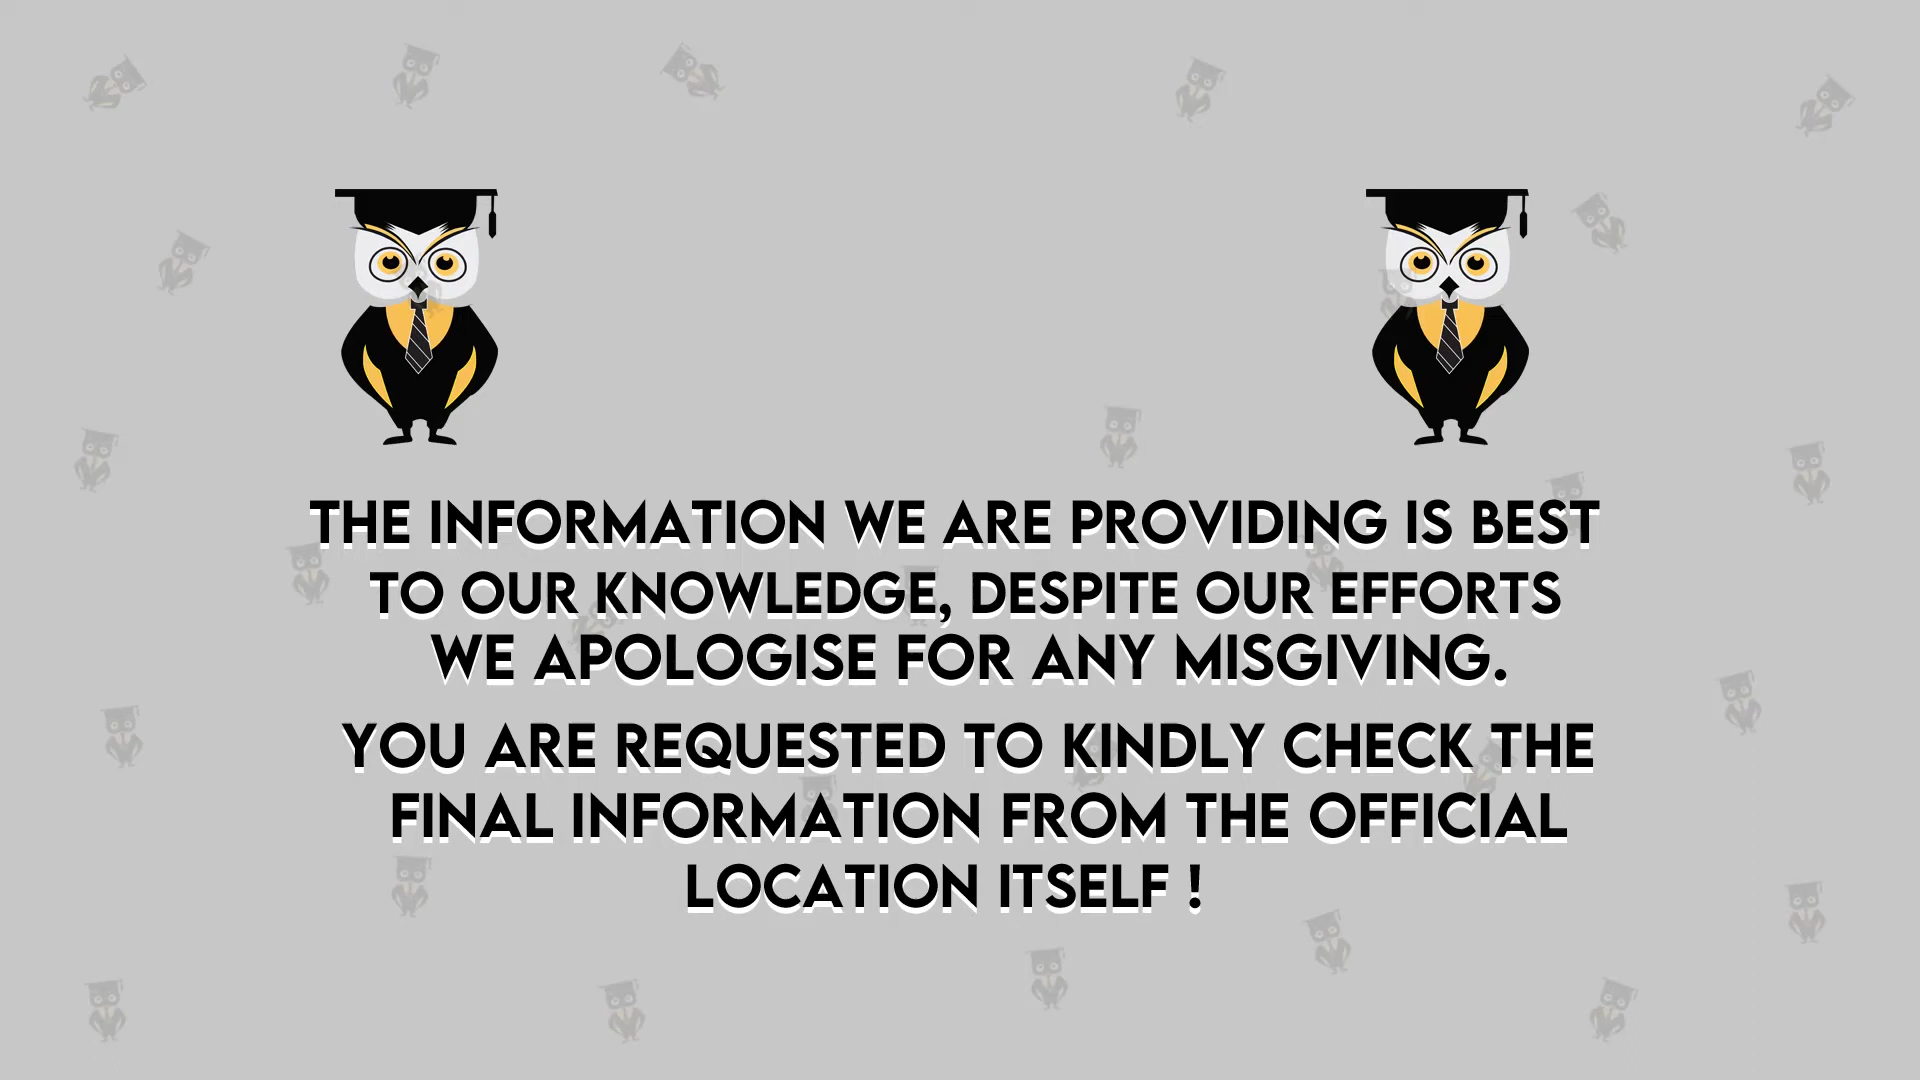 THE INFORMATION WE ARE PROVIDING IS BEST
TO OUR KNOWLEDGE, DESPITE OUR EFFORTS
WE APOLOGISE FOR ANY MISGIVING.
YOU ARE REQUESTED TO KINDLY CHECK THE
FINAL INFORMATION FROM THE OFFICIAL
LOCATION ITSELF !